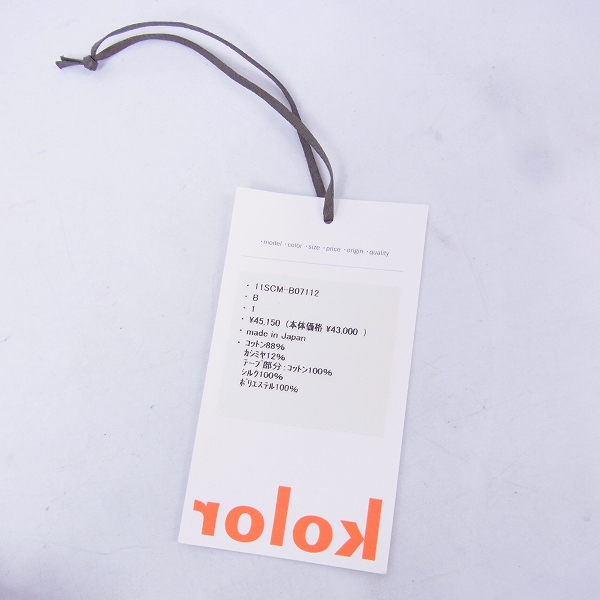 ・model ・color ・size ・price ・origin ・quality
・ 11SCM-B07112
・ B
・ 1
・ ¥45,150 (本体価格 ¥43,000 )
・ made in Japan
・ コットン88%
カシミヤ12%
テープ部分:コットン100%
シルク100%
ポリエステル100%
kolor